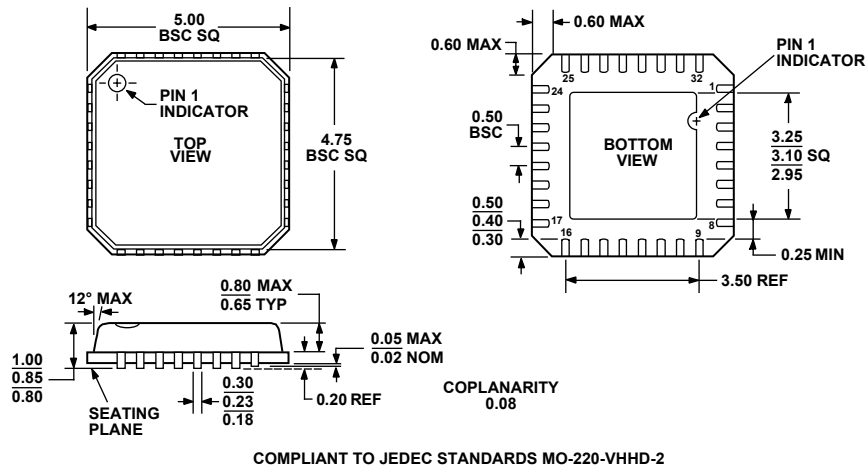 5.00
BSC SQ
PIN 1
INDICATOR
TOP
VIEW
4.75
BSC SQ
0.60 MAX
0.60 MAX
25
32
24
1
PIN 1
INDICATOR
0.50
BSC
BOTTOM
VIEW
3.25
3.10 SQ
2.95
0.50
0.40
0.30
17
16
9
8
0.25 MIN
3.50 REF
12° MAX
0.80 MAX
0.65 TYP
0.05 MAX
0.02 NOM
1.00
0.85
0.80
SEATING
PLANE
0.30
0.23
0.18
0.20 REF
COPLANARITY
0.08
COMPLIANT TO JEDEC STANDARDS MO-220-VHHD-2